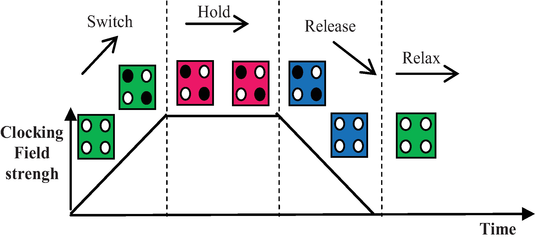 Switch
Hold
Release
Relax
Clocking
Field
strengh
Time